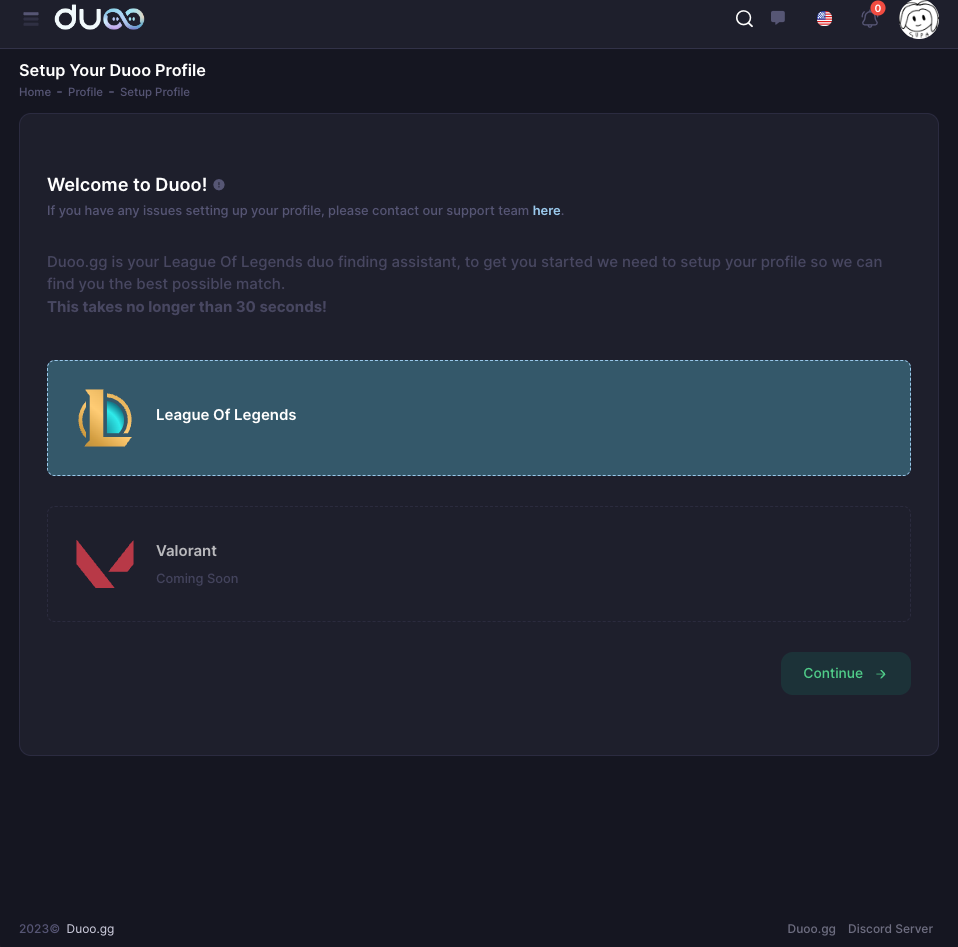 duoo
0
Setup Your Duoo Profile
Home - Profile - Setup Profile
Welcome to Duoo!
If you have any issues setting up your profile, please contact our support team here.
Duoo.gg is your League Of Legends duo finding assistant, to get you started we need to setup your profile so we can
find you the best possible match.
This takes no longer than 30 seconds!
League Of Legends
Valorant
Coming Soon
Continue →
2023© Duoo.gg
Duoo.gg Discord Server